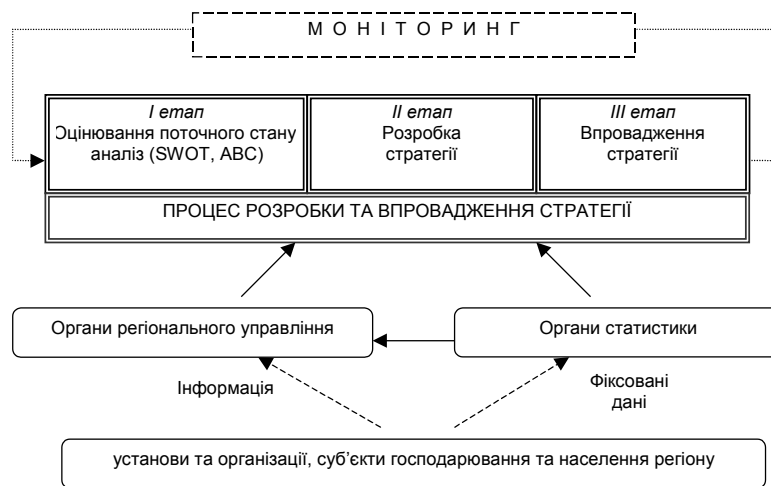 М О Н І Т О Р И Н Г
І етап
Оцінювання поточного стану
аналіз (SWOT, ABC)
ІІ етап
Розробка
стратегії
ІІІ етап
Впровадження
стратегії
ПРОЦЕС РОЗРОБКИ ТА ВПРОВАДЖЕННЯ СТРАТЕГІЇ
Органи регіонального управління
Органи статистики
Інформація
Фіксовані
дані
установи та організації, суб’єкти господарювання та населення регіону